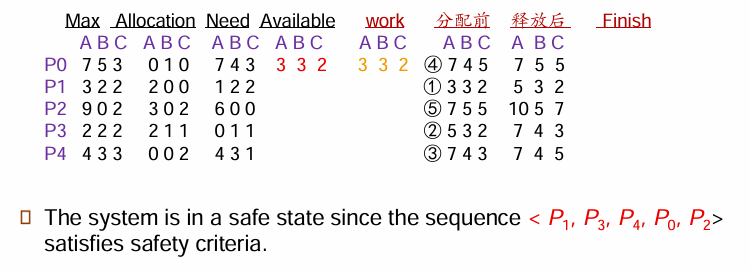 Max Allocation Need Available work 分配前 释放后 Finish
A B C A B C A B C A B C A B C A B C A B C
P0 7 5 3 0 1 0 7 4 3 3 3 2 3 3 2 ④ 7 4 5 7 5 5
P1 3 2 2 2 0 0 1 2 2 ① 3 3 2 5 3 2
P2 9 0 2 3 0 2 6 0 0 ⑤ 7 5 5 10 5 7
P3 2 2 2 2 1 1 0 1 1 ② 5 3 2 7 4 3
P4 4 3 3 0 0 2 4 3 1 ③ 7 4 3 7 4 5
The system is in a safe state since the sequence < P1, P3, P4, P0, P2>
satisfies safety criteria.